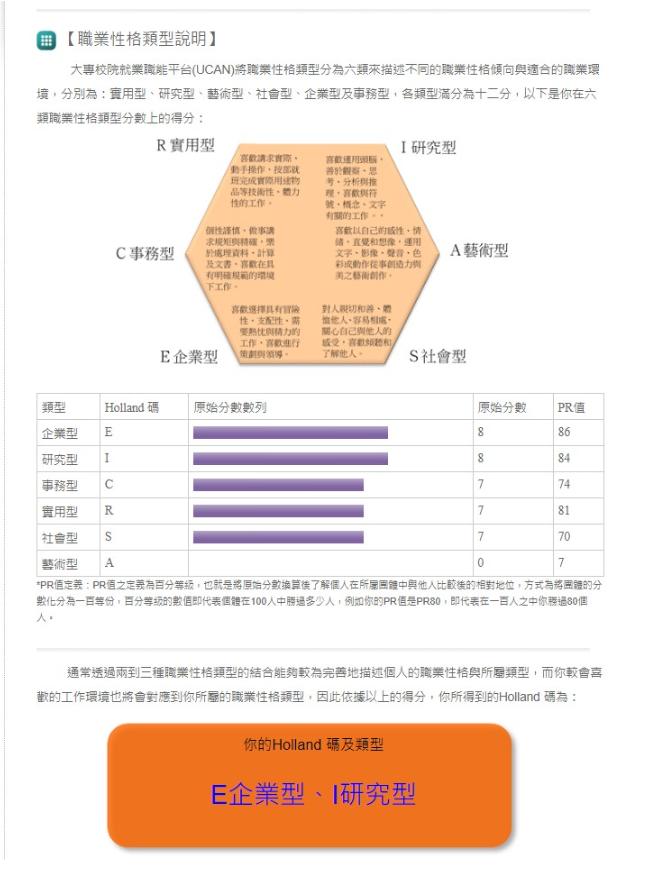 【職業性格類型說明】
大專校院就業職能平台(UCAN)將職業性格類型分為六類來描述不同的職業性格傾向與適合的職業環
境，分別為：實用型、研究型、藝術型、社會型、企業型及事務型，各類型滿分為十二分，以下是你在六
類職業性格類型分數上的得分：
R 實用型
I 研究型
喜歡講求實際、
動手操作、按部就
班完成實際用途物
品等技術性、體力
性的工作。
喜歡運用頭腦、
善於觀察、思
考、分析與推
理，喜歡與符
號、概念、文字
有關的工作。。
C 事務型
個性謹慎，做事講
求規矩與精確，樂
於處理資料、計算
及文書，喜歡在具
有明確規範的環境
下工作。
喜歡以自己的感性、情
緒、直覺和想像，運用
文字、影像、聲音、色
彩或動作從事創造力與
美之藝術創作。
A 藝術型
喜歡選擇具有冒險
性、支配性、需
要熱忱與精力的
工作，喜歡進行
策劃與領導。
對人親切和善、體
恤他人、容易相處，
關心自己與他人的
感受，喜歡傾聽和
了解他人。
E 企業型
S 社會型
類型 Holland 碼 原始分數數列 原始分數 PR值
企業型 E 8 86
研究型 I 8 84
事務型 C 7 74
實用型 R 7 81
社會型 S 7 70
藝術型 A 0 7
*PR值定義：PR值之定義為百分等級，也就是將原始分數換算後了解個人在所屬團體中與他人比較後的相對地位，方式為將團體的分
數化分為一百等份，百分等級的數值即代表個體在100人中勝過多少人，例如你的PR值是PR80，即代表在一百人之中你勝過80個
人。
通常透過兩到三種職業性格類型的結合能夠較為完善地描述個人的職業性格與所屬類型，而你較會喜
歡的工作環境也將會對應到你所屬的職業性格類型，因此依據以上的得分，你所得到的Holland 碼為：
你的Holland 碼及類型
E企業型、I研究型